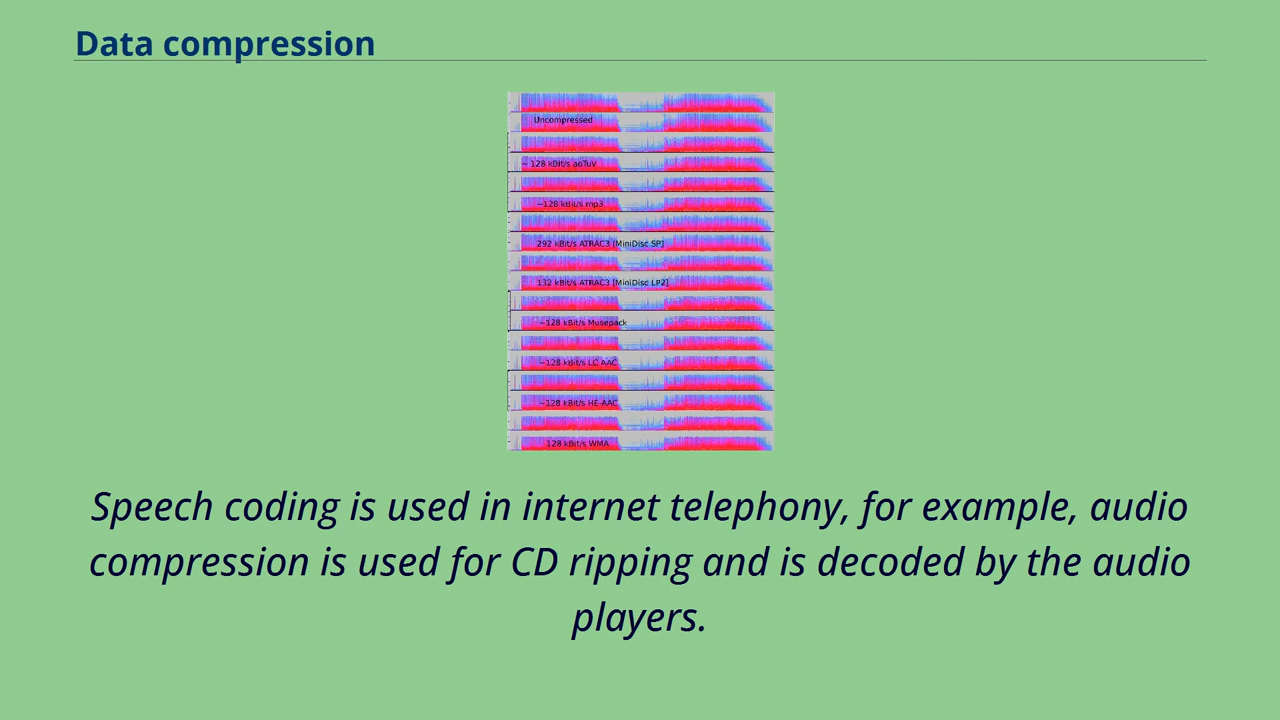 Data compression
Uncompressed
~ 128 kBit/s aoTuV
~128 kBit/s mp3
292 kBit/s ATRAC3 [MiniDisc SP]
132 kBit/s ATRAC3 [MiniDisc LP2]
~128 kBit/s Musepack
~128 kBit/s LC AAC
~128 kBit/s HE-AAC
128 kBit/s WMA
Speech coding is used in internet telephony, for example, audio
compression is used for CD ripping and is decoded by the audio
players.